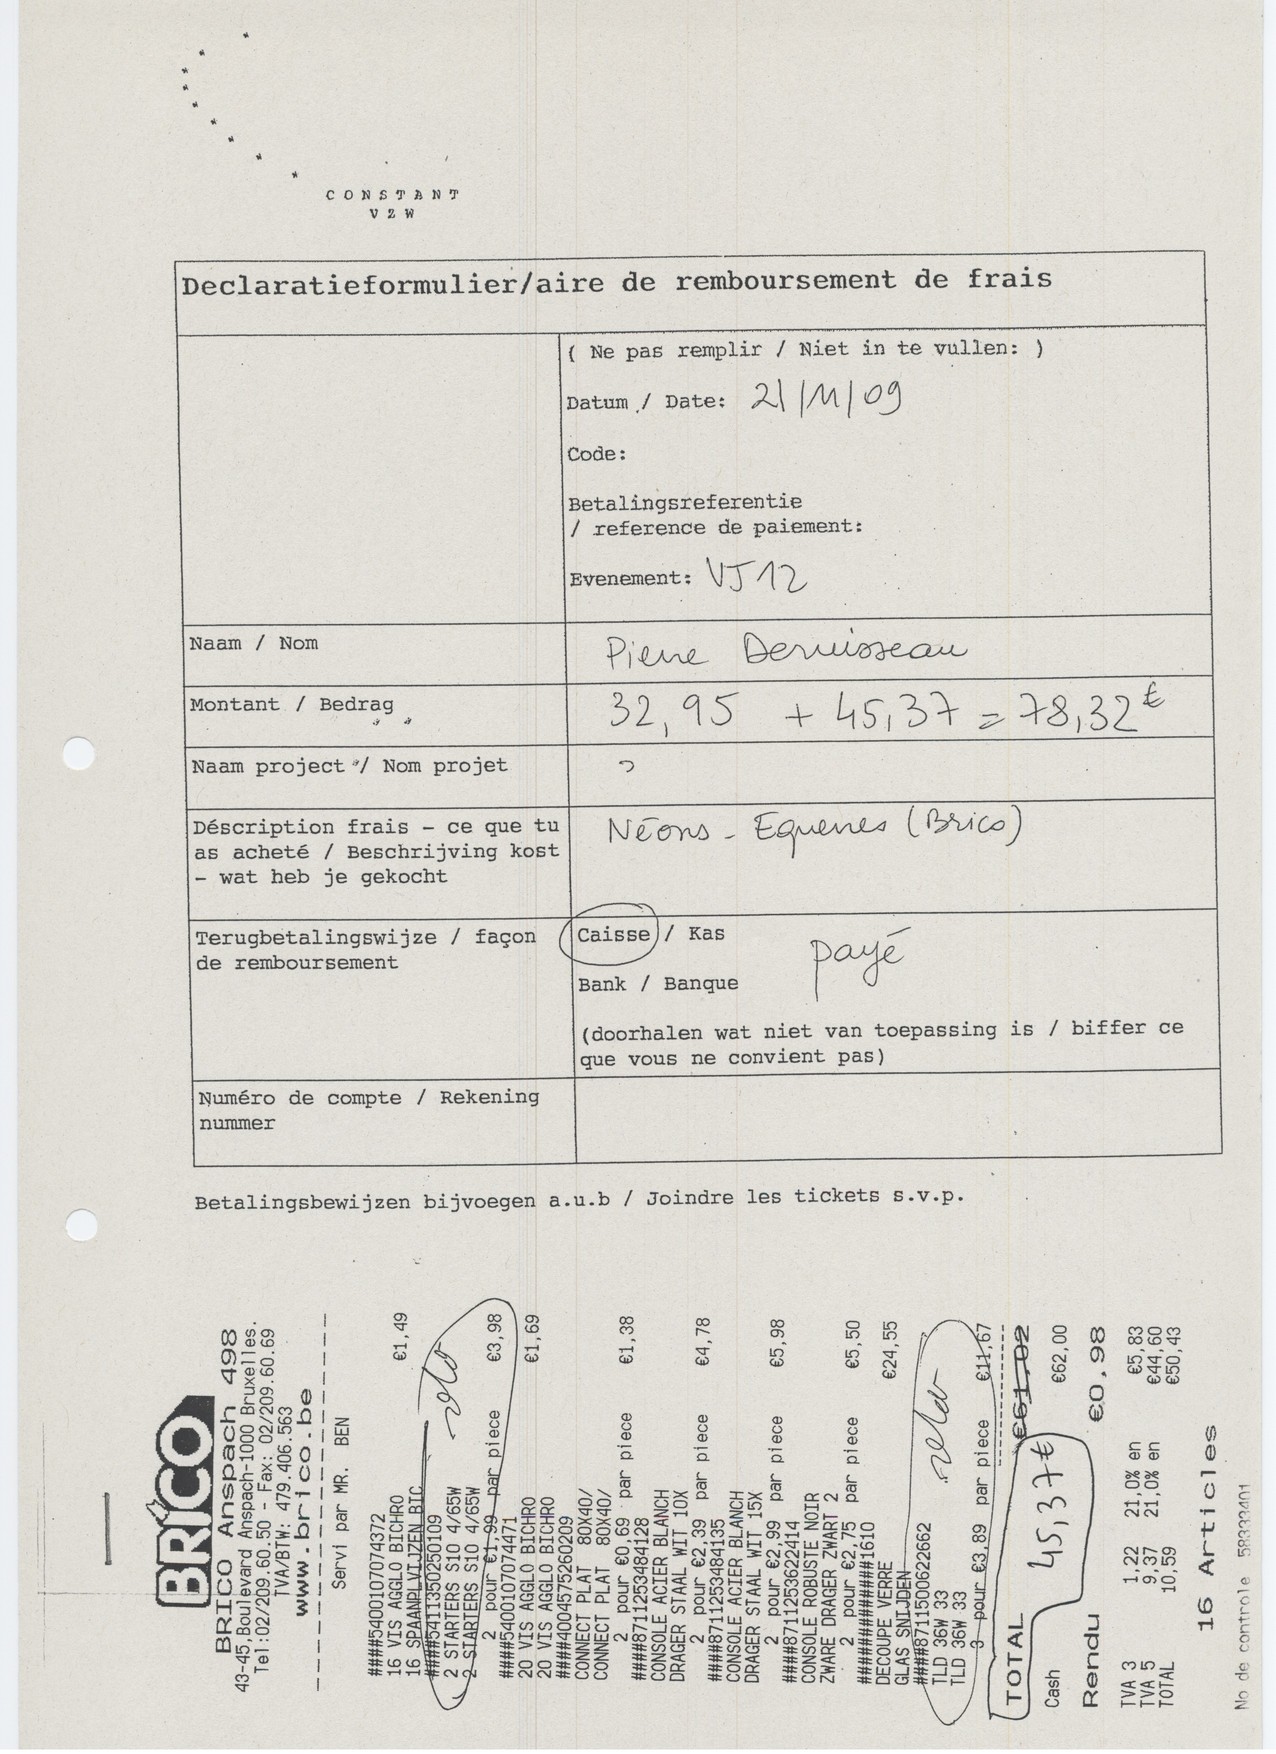 CONSTANT
VZW
Declaratieformulier/aire de remboursement de frais
( Ne pas remplir / Niet in te vullen: )
Datum / Date: 21/11/09
Code:
Betalingsreferentie
/ reference de paiement:
Evenement: VJ12
Naam / Nom
Pierre Deruisseau
Montant / Bedrag
32,95 + 45,37 = 78,32€
Naam project / Nom projet
?
Déscription frais - ce que tu
as acheté / Beschrijving kost
- wat heb je gekocht
Néons - Equerres (Brico)
Terugbetalingswijze / façon
de remboursement
Caisse / Kas
payé
Bank / Banque
(doorhalen wat niet van toepassing is / biffer ce
que vous ne convient pas)
Numéro de compte / Rekening
nummer
Betalingsbewijzen bijvoegen a.u.b / Joindre les tickets s.v.p.
BRICO
BRICO Anspach 498
43-45,Boulevard Anspach-1000 Bruxelles.
Tel:02/209.60.50 - Fax: 02/209.60.69
TVA/BTW: 479.406.563
www.brico.be
Servi par MR. BEN
####5400107074372
16 VIS AGGLO BICHRO €1,49
16 SPAANPLVIJZEN BIC
####5411350250109
2 STARTERS S10 4/65W
2 STARTERS S10 4/65W
2 pour €1,99 par piece €3,98
####5400107074471
20 VIS AGGLO BICHRO €1,69
20 VIS AGGLO BICHRO
####4004575260209
CONNECT PLAT 80X40/
CONNECT PLAT 80X40/
2 pour €0,69 par piece €1,38
####8711253484128
CONSOLE ACIER BLANCH
DRAGER STAAL WIT 10X
2 pour €2,39 par piece €4,78
####8711253484135
CONSOLE ACIER BLANCH
DRAGER STAAL WIT 15X
2 pour €2,99 par piece €5,98
####8711253622414
CONSOLE ROBUSTE NOIR
ZWARE DRAGER ZWART 2
2 pour €2,75 par piece €5,50
#############1610
DECOUPE VERRE €24,55
GLAS SNIJDEN
####8711500622662
TLD 36W 33
TLD 36W 33
3 pour €3,89 par piece €11,67
TOTAL €61,02
45,37€
Cash €62,00
Rendu €0,98
TVA 3 1,22 21,0% en €5,83
TVA 5 9,37 21,0% en €44,60
TOTAL 10,59 €50,43
16 Articles
No de controle 58333401